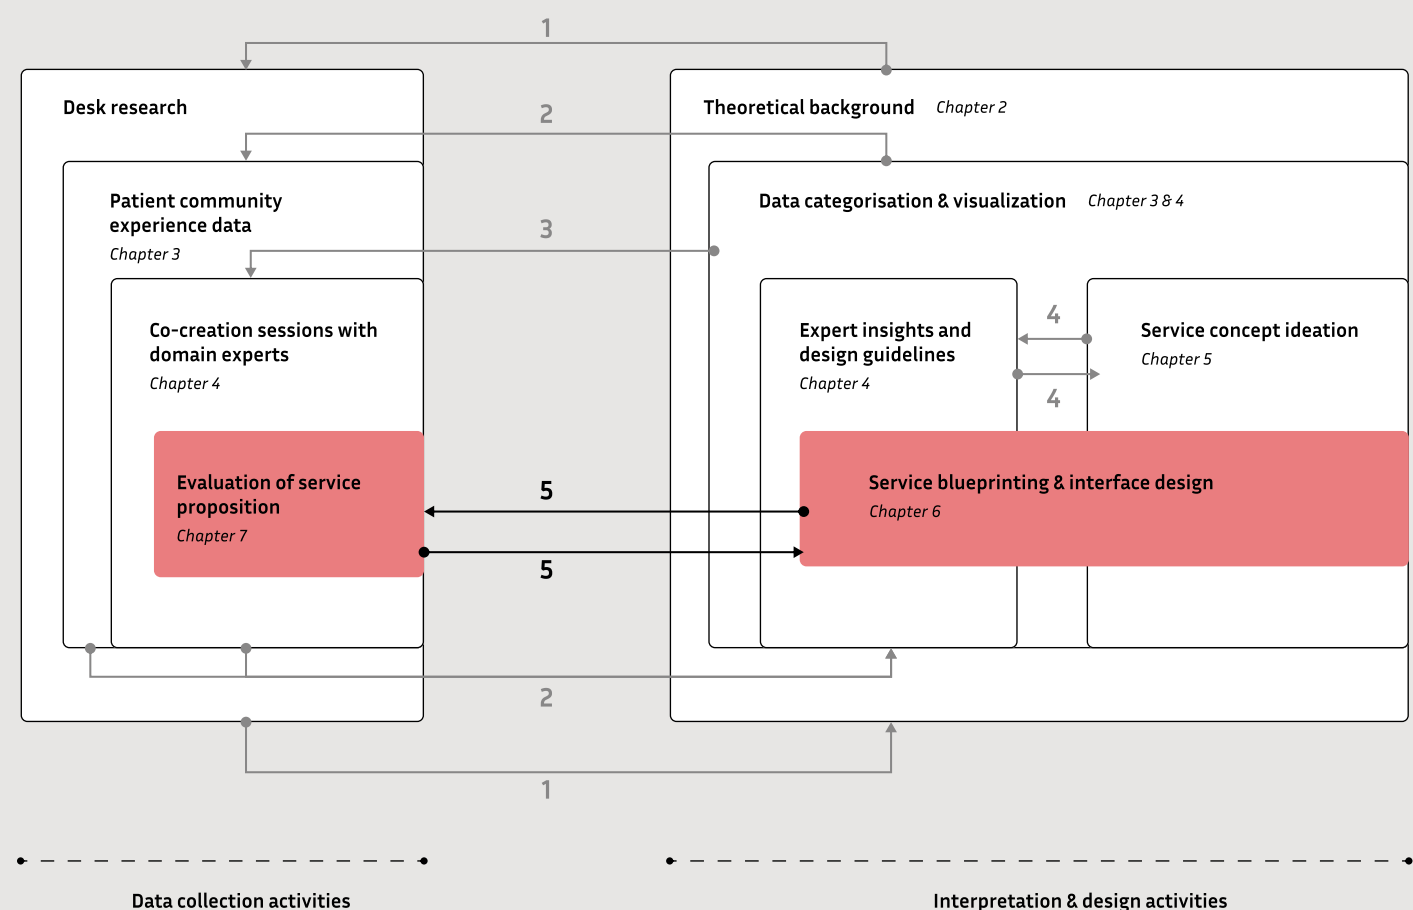 1
Desk research
Theoretical background Chapter 2
2
Patient community
experience data
Chapter 3
Data categorisation & visualization Chapter 3 & 4
3
Co-creation sessions with
domain experts
Chapter 4
Expert insights and
design guidelines
Chapter 4
4
4
Service concept ideation
Chapter 5
Evaluation of service
proposition
Chapter 7
5
5
Service blueprinting & interface design
Chapter 6
2
1
Data collection activities
Interpretation & design activities